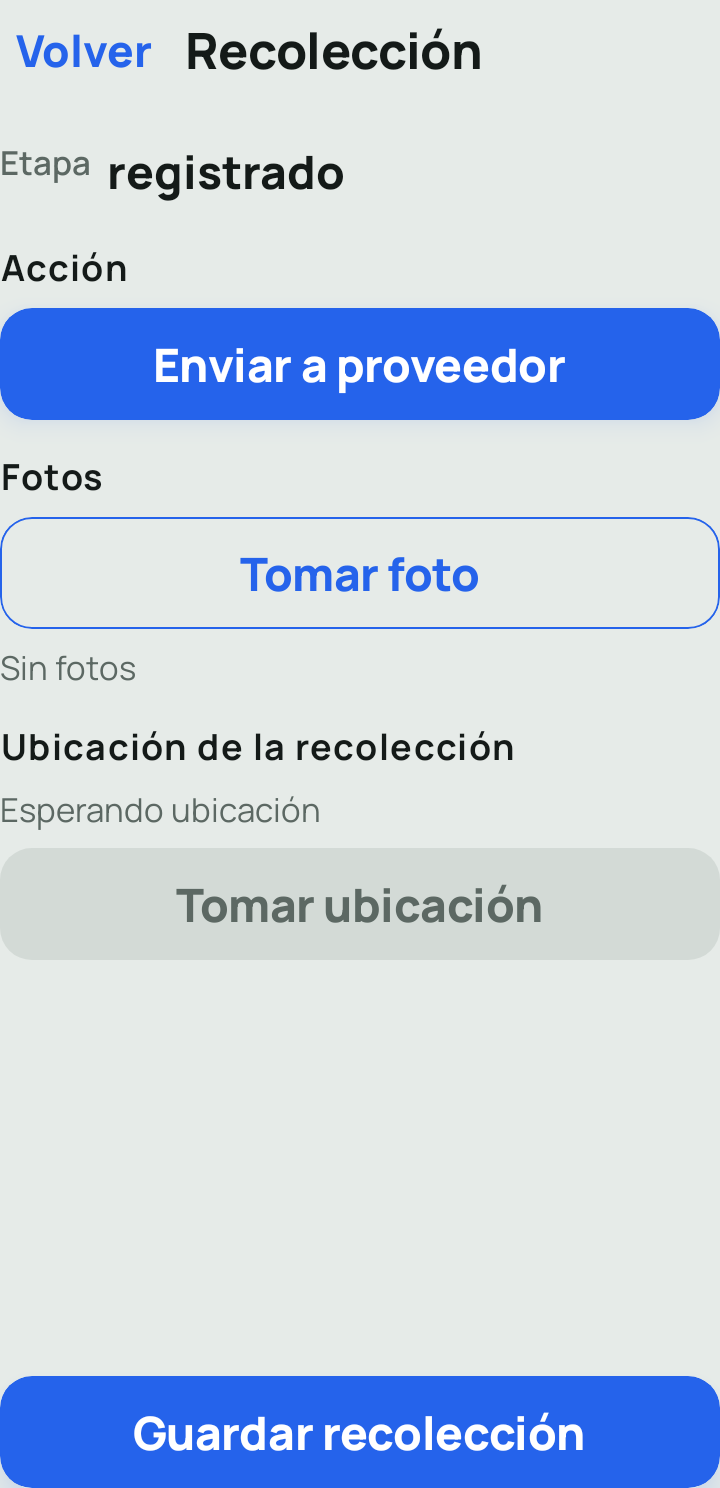 Volver Recolección
Etapa registrado
Acción
Enviar a proveedor
Fotos
Tomar foto
Sin fotos
Ubicación de la recolección
Esperando ubicación
Tomar ubicación
Guardar recolección